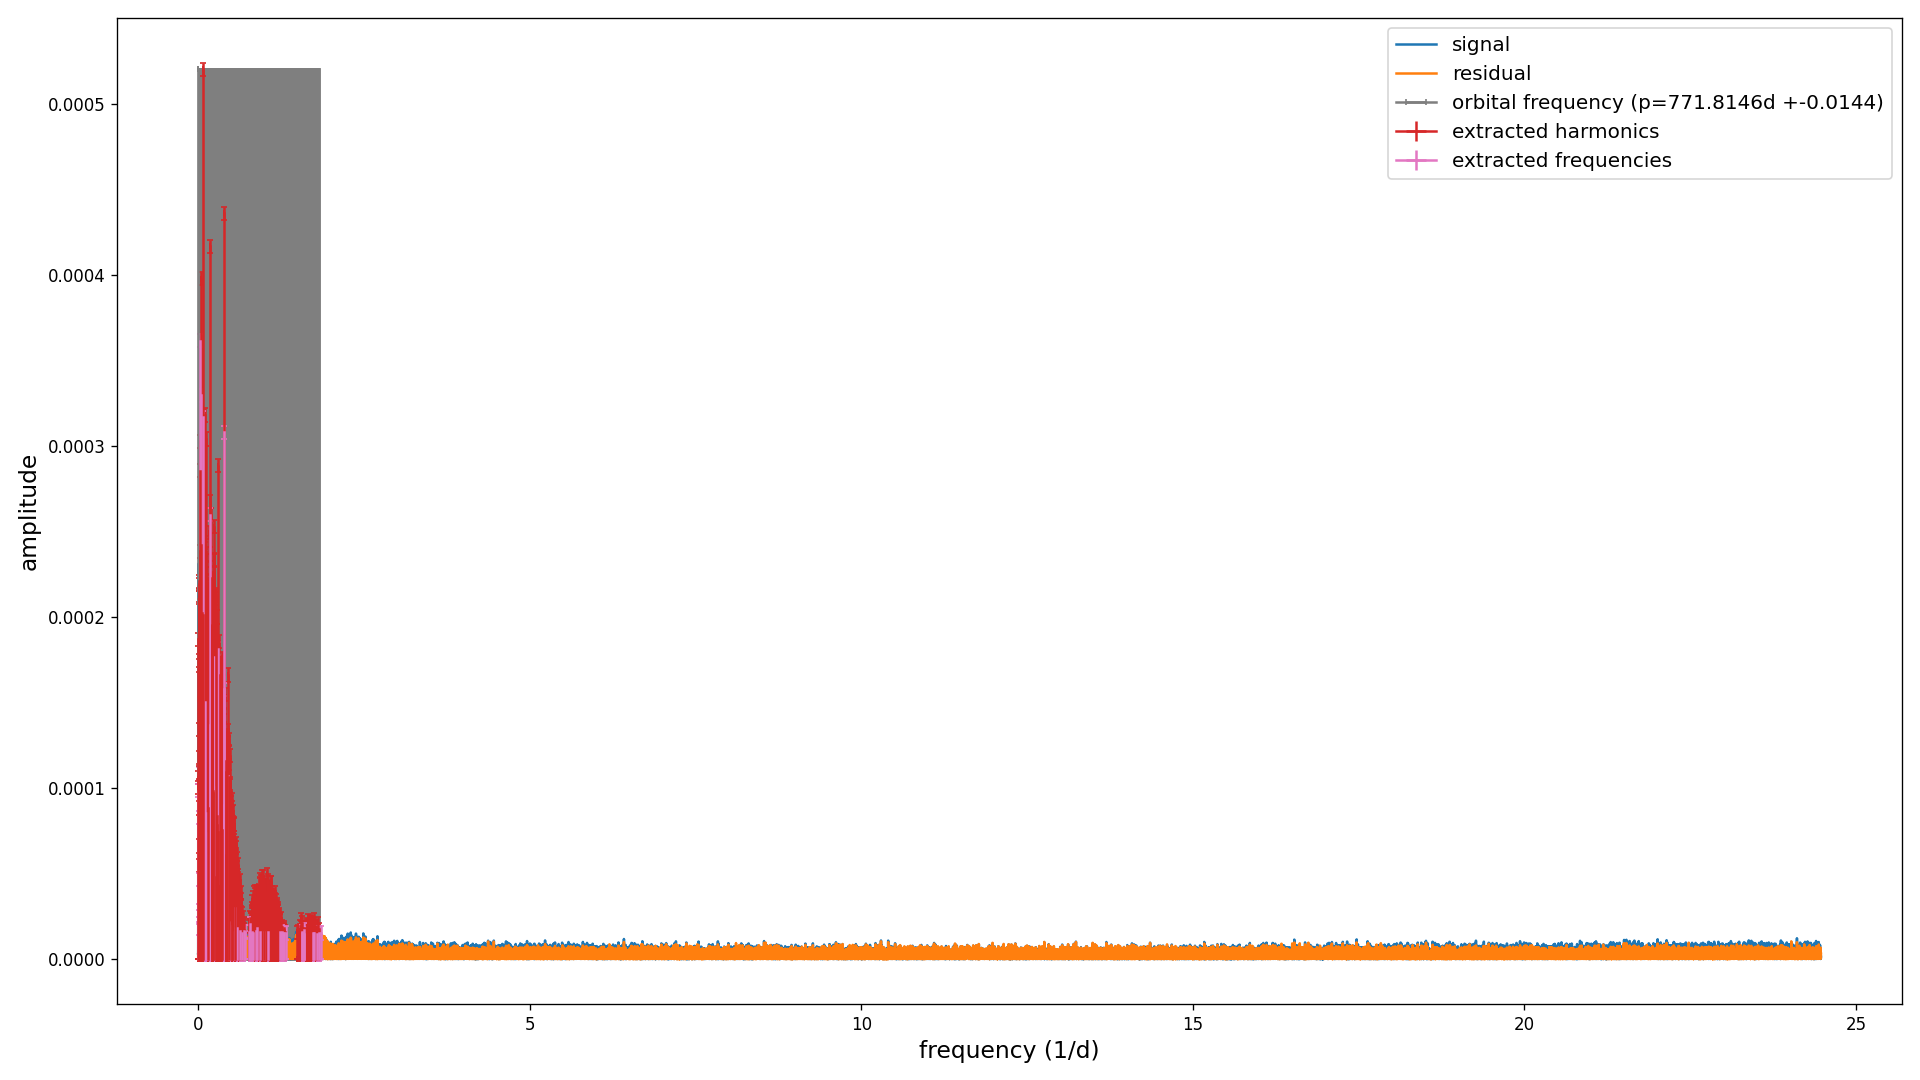 signal
residual
orbital frequency (p=771.8146d +-0.0144)
extracted harmonics
extracted frequencies
0.0005
0.0004
0.0003
0.0002
0.0001
0.0000
amplitude
0 5 10 15 20 25
frequency (1/d)